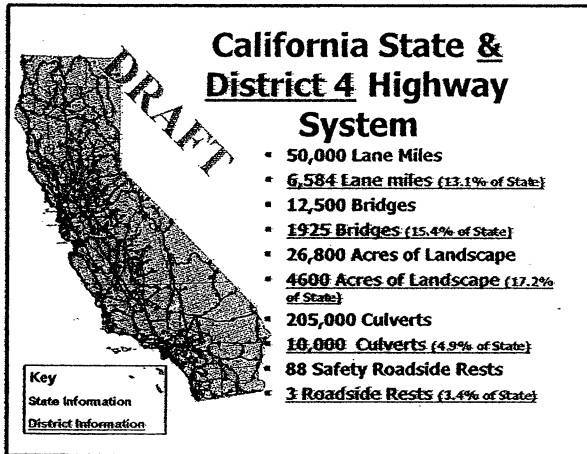 California State &
District 4 Highway
System
DRAFT
▪ 50,000 Lane Miles
▪ 6,584 Lane miles (13.1% of State)
▪ 12,500 Bridges
▪ 1925 Bridges (15.4% of State)
▪ 26,800 Acres of Landscape
▪ 4600 Acres of Landscape (17.2%
of State)
▪ 205,000 Culverts
▪ 10,000 Culverts (4.9% of State)
▪ 88 Safety Roadside Rests
▪ 3 Roadside Rests (3.4% of State)
Key
State Information
District Information